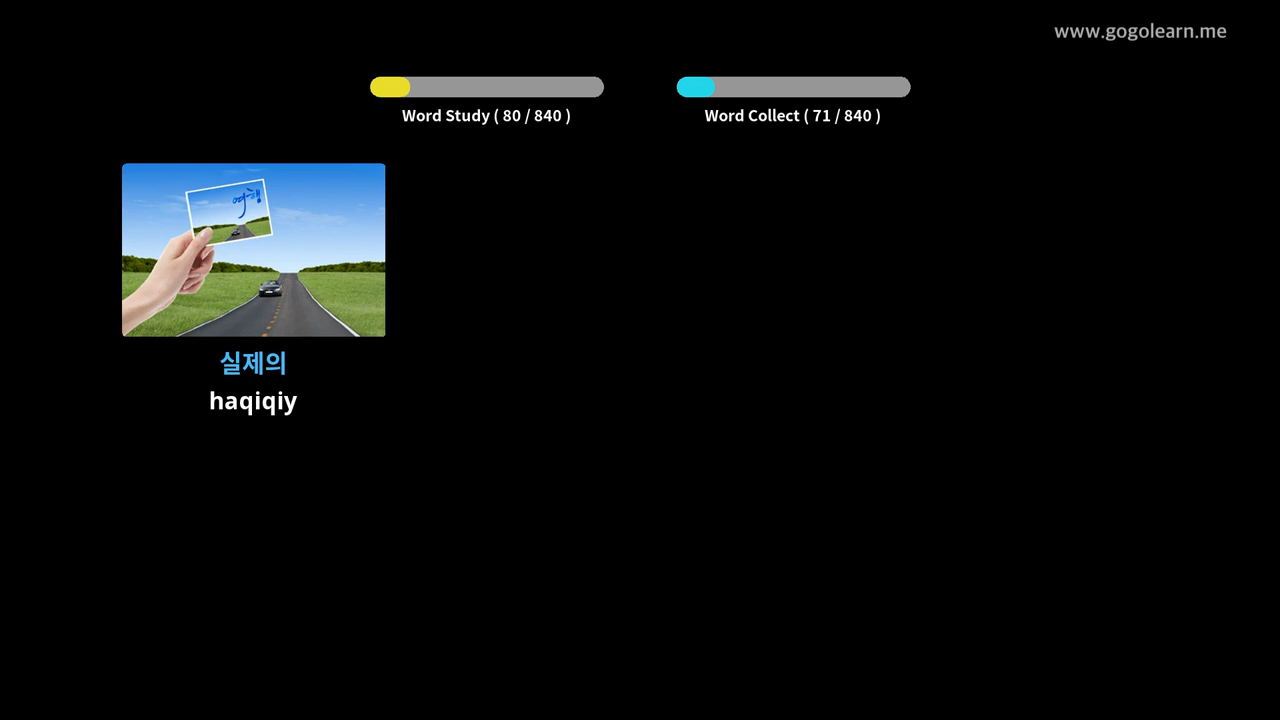 www.gogolearn.me
Word Study ( 80 / 840 )
Word Collect ( 71 / 840 )
여행
실제의
haqiqiy